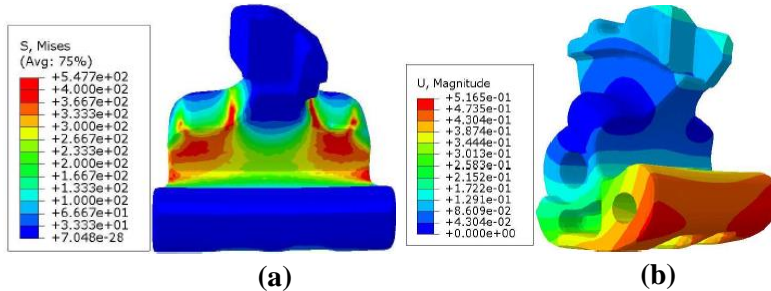 S, Mises
(Avg: 75%)
+5.477e+02
+4.000e+02
+3.667e+02
+3.333e+02
+3.000e+02
+2.667e+02
+2.333e+02
+2.000e+02
+1.667e+02
+1.333e+02
+1.000e+02
+6.667e+01
+3.333e+01
+7.048e-28
U, Magnitude
+5.165e-01
+4.735e-01
+4.304e-01
+3.874e-01
+3.444e-01
+3.013e-01
+2.583e-01
+2.152e-01
+1.722e-01
+1.291e-01
+8.609e-02
+4.304e-02
+0.000e+00
(a)
(b)